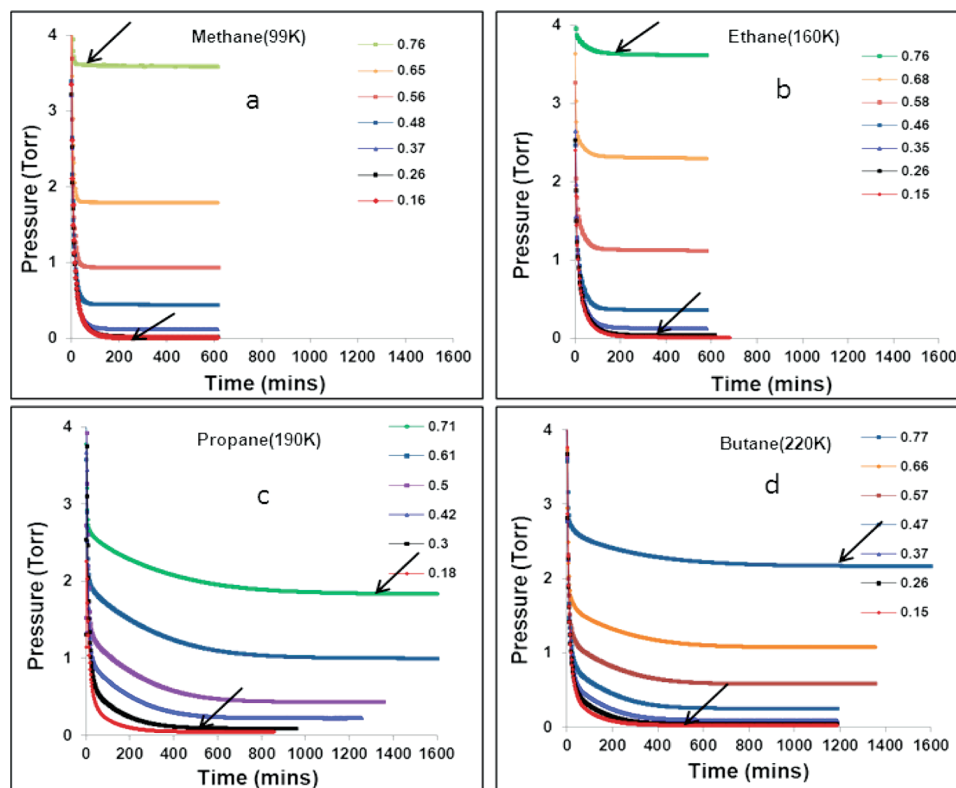 Methane(99K)
a
Pressure (Torr)
4
3
2
1
0
0.76
0.65
0.56
0.48
0.37
0.26
0.16
0 200 400 600 800 1000 1200 1400 1600
Time (mins)
Ethane(160K)
b
Pressure (Torr)
4
3
2
1
0
0.76
0.68
0.58
0.46
0.35
0.26
0.15
0 200 400 600 800 1000 1200 1400 1600
Time (mins)
Propane(190K)
c
Pressure (Torr)
4
3
2
1
0
0.71
0.61
0.5
0.42
0.3
0.18
0 200 400 600 800 1000 1200 1400 1600
Time (mins)
Butane(220K)
d
Pressure (Torr)
4
3
2
1
0
0.77
0.66
0.57
0.47
0.37
0.26
0.15
0 200 400 600 800 1000 1200 1400 1600
Time (mins)